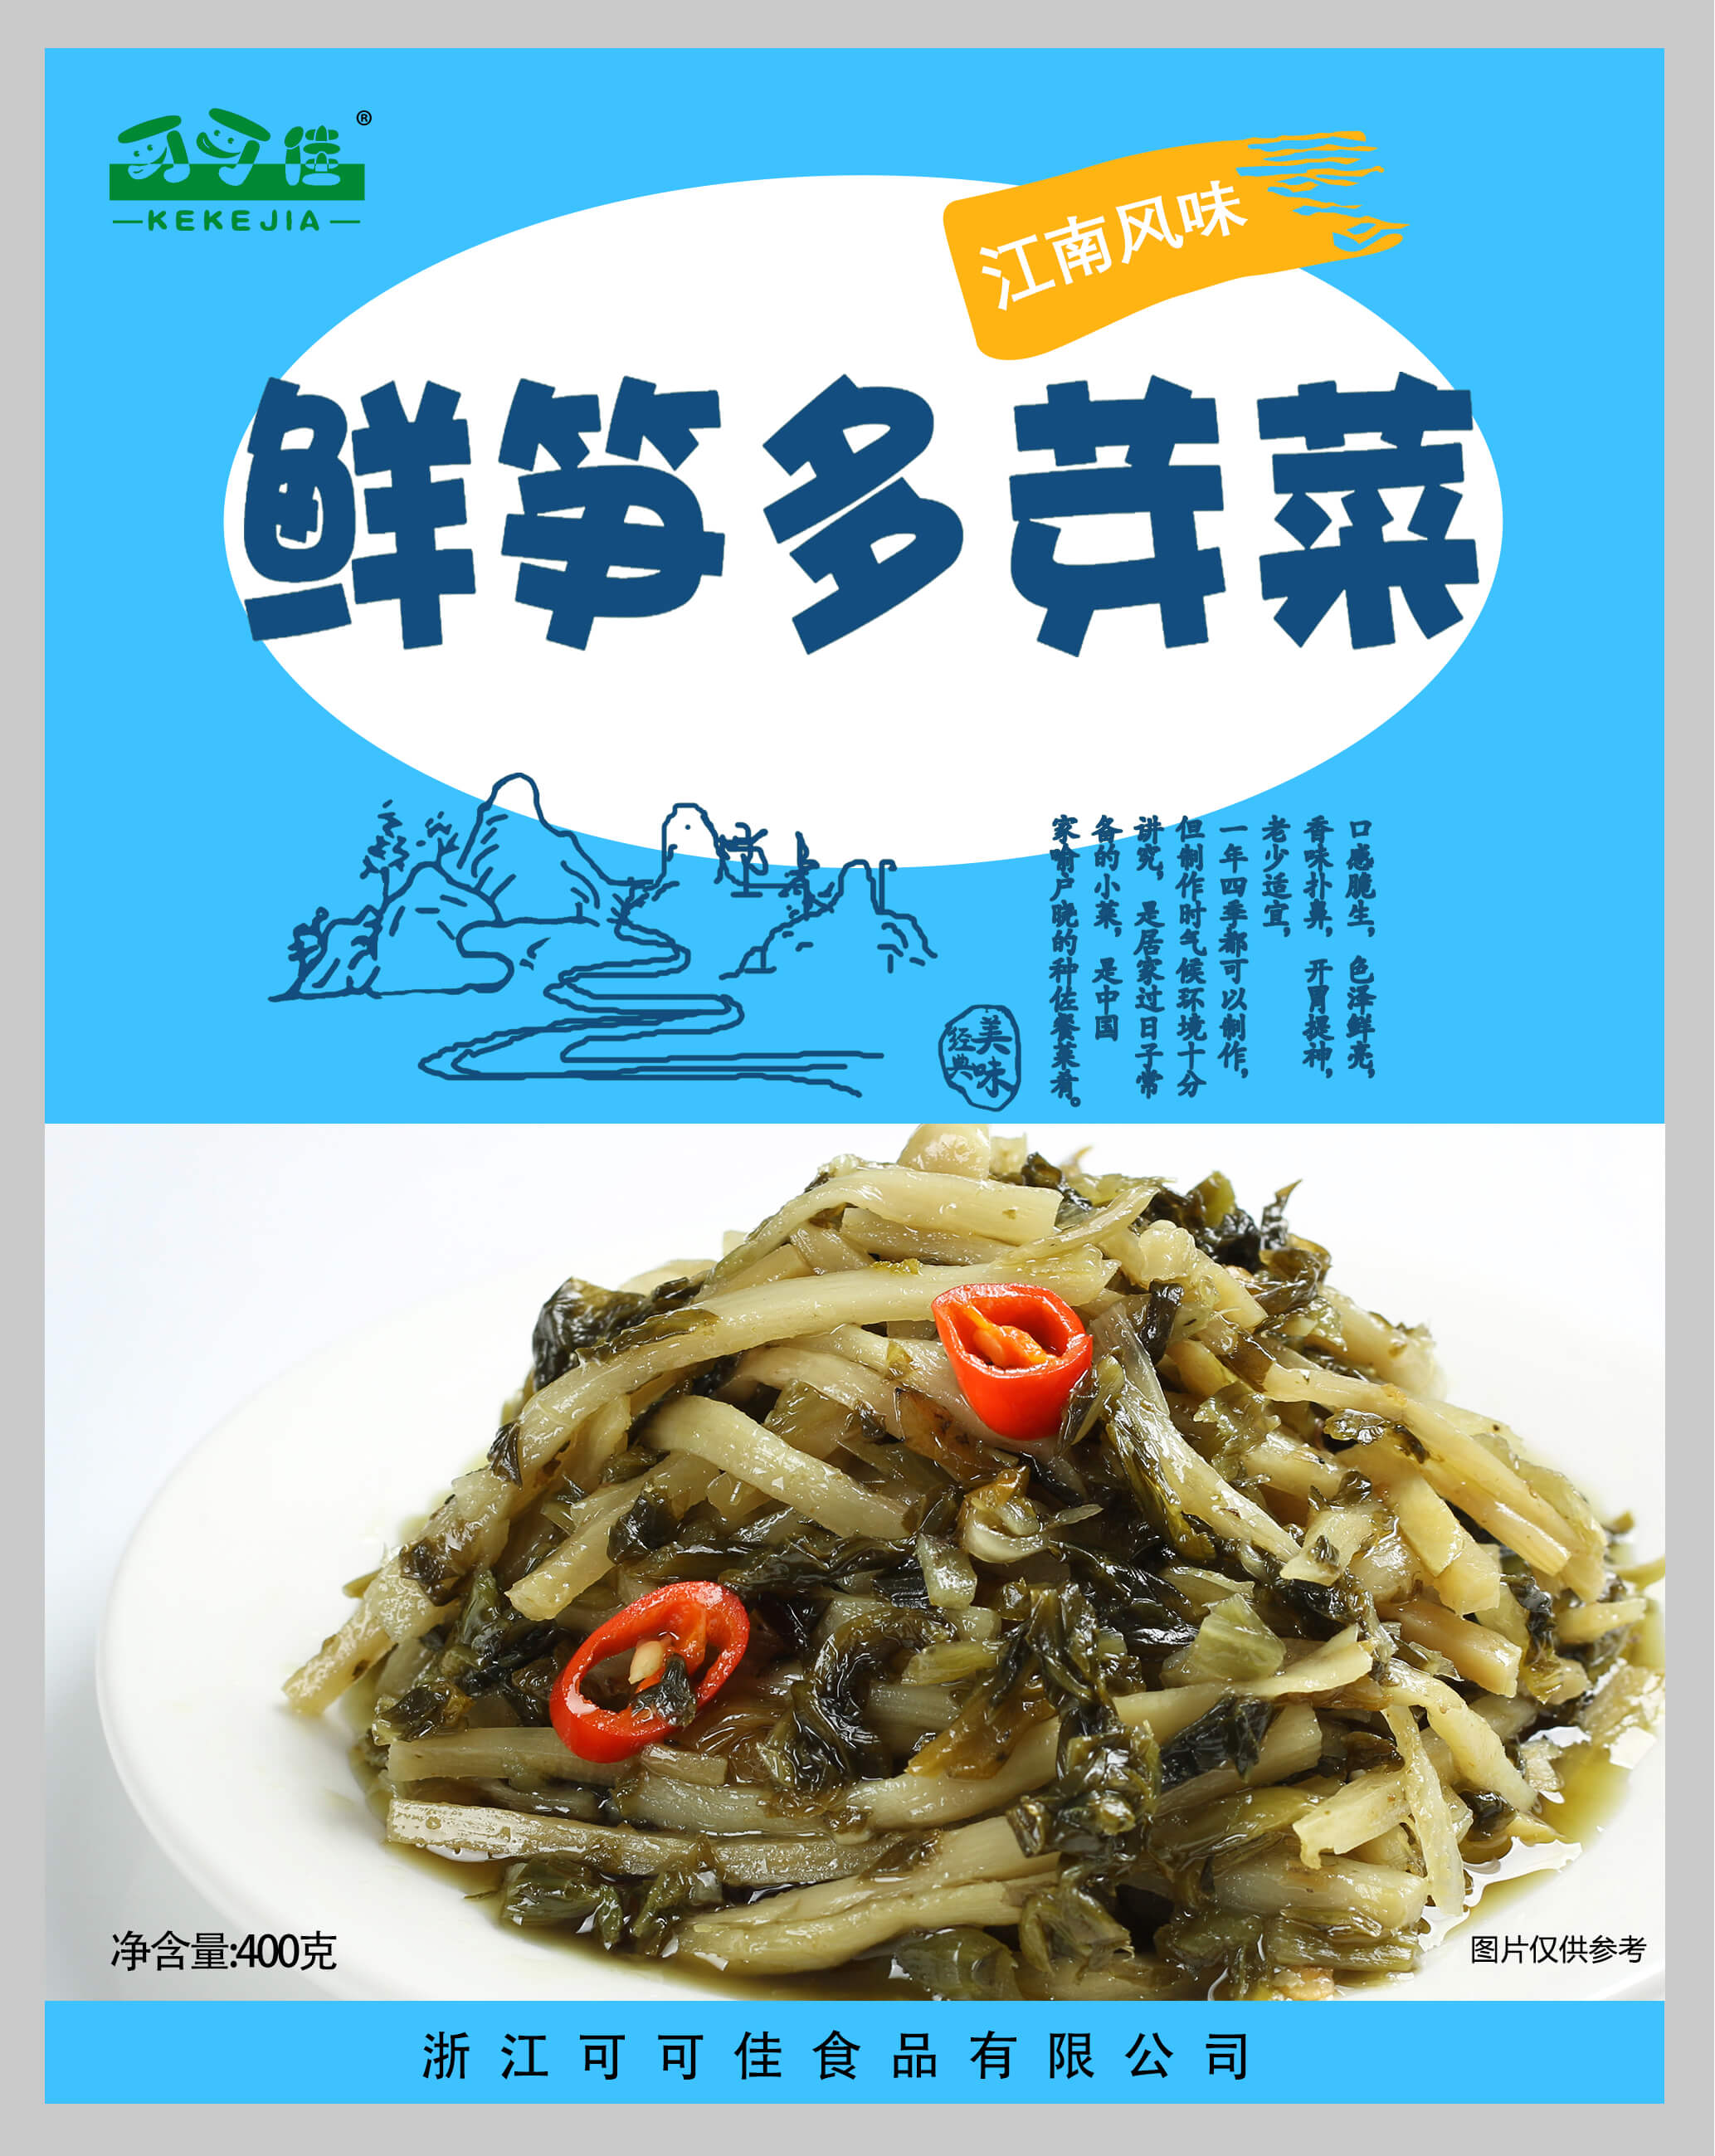 可可佳®
KEKEJIA
江南风味
鲜笋多芽菜
口感脆生，色泽鲜亮，
香味扑鼻，开胃提神，
老少适宜，
一年四季都可以制作，
但制作时气候环境十分
讲究，是居家过日子常
备的小菜，是中国
家喻户晓的种佐餐菜肴。
美味
经典
净含量:400克
图片仅供参考
浙江可可佳食品有限公司